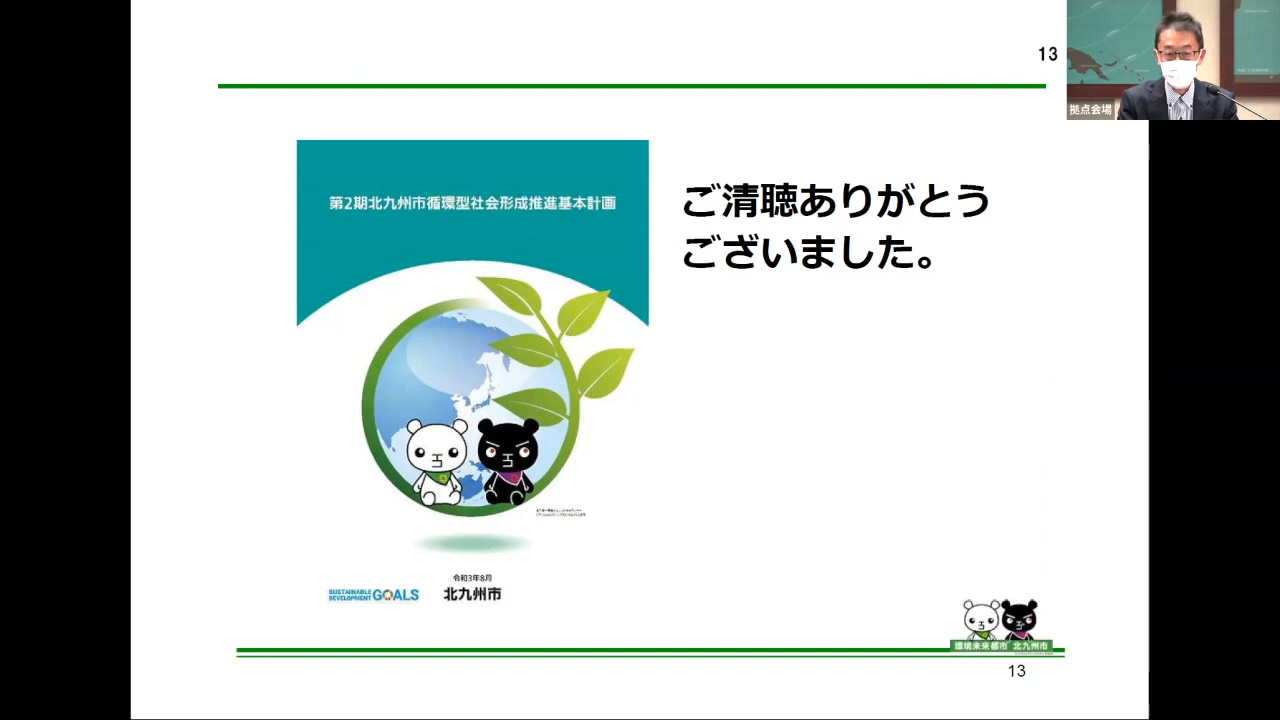 13
拠点会場
第2期北九州市循環型社会形成推進基本計画
ご清聴ありがとう
ございました。
令和3年8月
SUSTAINABLE
DEVELOPMENT GOALS
北九州市
環境未来都市 北九州市
13